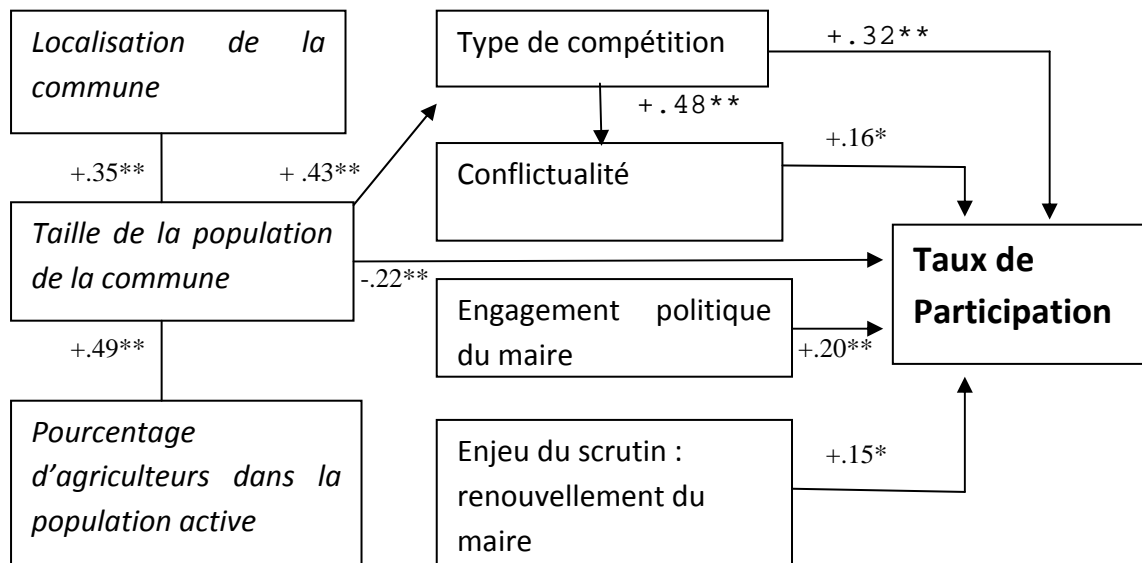 Localisation de la
commune
Type de compétition
+.32**
+.48**
+.35**
+ .43**
Conflictualité
+.16*
Taille de la population
de la commune
-.22**
Taux de
Participation
Engagement politique
du maire
+.20**
+.49**
Pourcentage
d'agriculteurs dans la
population active
Enjeu du scrutin :
renouvellement du
maire
+.15*